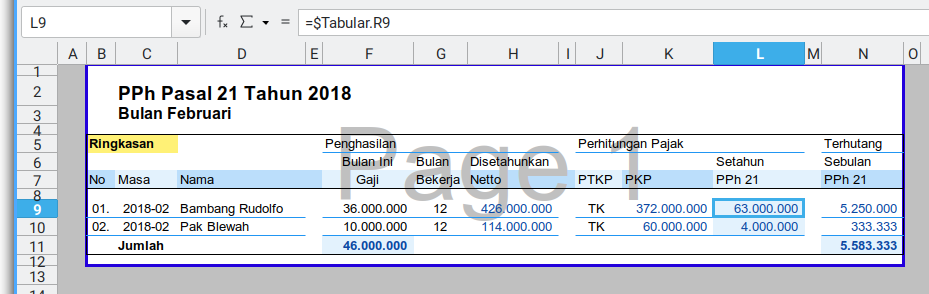 L9 fx Σ = =$Tabular.R9
A B C D E F G H I J K L M N O
1
2 PPh Pasal 21 Tahun 2018
3 Bulan Februari
4
5 Ringkasan Penghasilan Perhitungan Pajak Terhutang
6 Bulan Ini Bulan Disetahunkan Setahun Sebulan
7 No Masa Nama Gaji Bekerja Netto PTKP PKP PPh 21 PPh 21
8
9 01. 2018-02 Bambang Rudolfo 36.000.000 12 426.000.000 TK 372.000.000 63.000.000 5.250.000
10 02. 2018-02 Pak Blewah 10.000.000 12 114.000.000 TK 60.000.000 4.000.000 333.333
11 Jumlah 46.000.000 5.583.333
12
13
14
Page 1